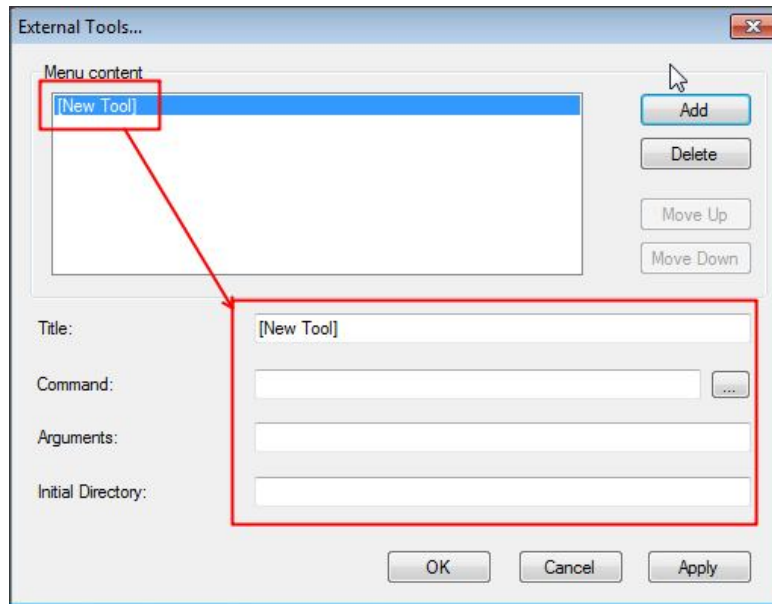 External Tools...
Menu content
[New Tool]
Add
Delete
Move Up
Move Down
Title:
[New Tool]
Command:
...
Arguments:
Initial Directory:
OK
Cancel
Apply